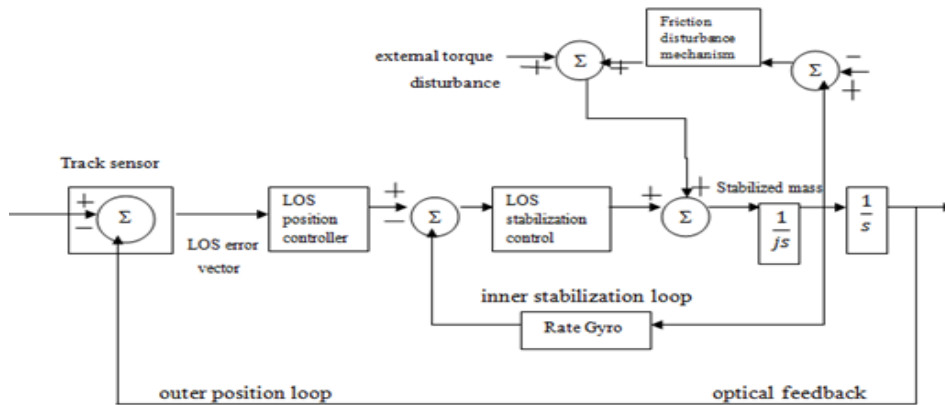 Friction
disturbance
mechanism
external torque
disturbance
+
Σ
+
Σ
−
+
Track sensor
+
−
Σ
LOS error
vector
LOS
position
controller
+
−
Σ
LOS
stabilization
control
+
+
Σ
Stabilized mass
1
js
1
s
inner stabilization loop
Rate Gyro
outer position loop
optical feedback